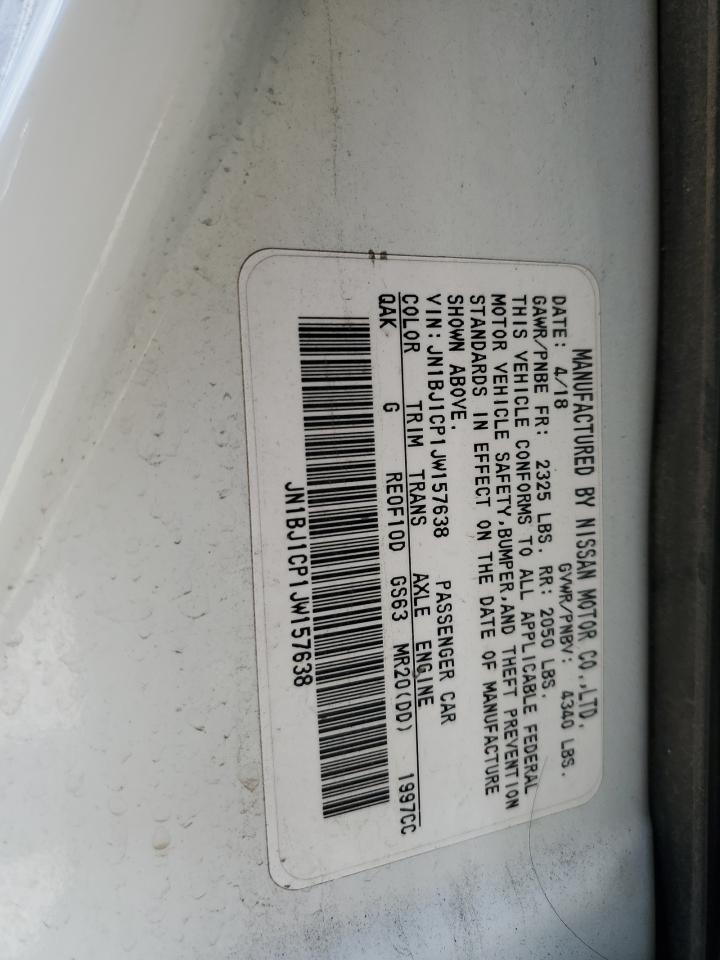 MANUFACTURED BY NISSAN MOTOR CO.,LTD.
DATE: 4/18 GVWR/PNBV: 4340 LBS.
GAWR/PNBE FR: 2325 LBS. RR: 2050 LBS.
THIS VEHICLE CONFORMS TO ALL APPLICABLE FEDERAL
MOTOR VEHICLE SAFETY,BUMPER,AND THEFT PREVENTION
STANDARDS IN EFFECT ON THE DATE OF MANUFACTURE
SHOWN ABOVE.
VIN:JN1BJ1CP1JW157638 PASSENGER CAR
COLOR TRIM TRANS AXLE ENGINE
QAK G RE0F10D GS63 MR20(DD) 1997CC
JN1BJ1CP1JW157638